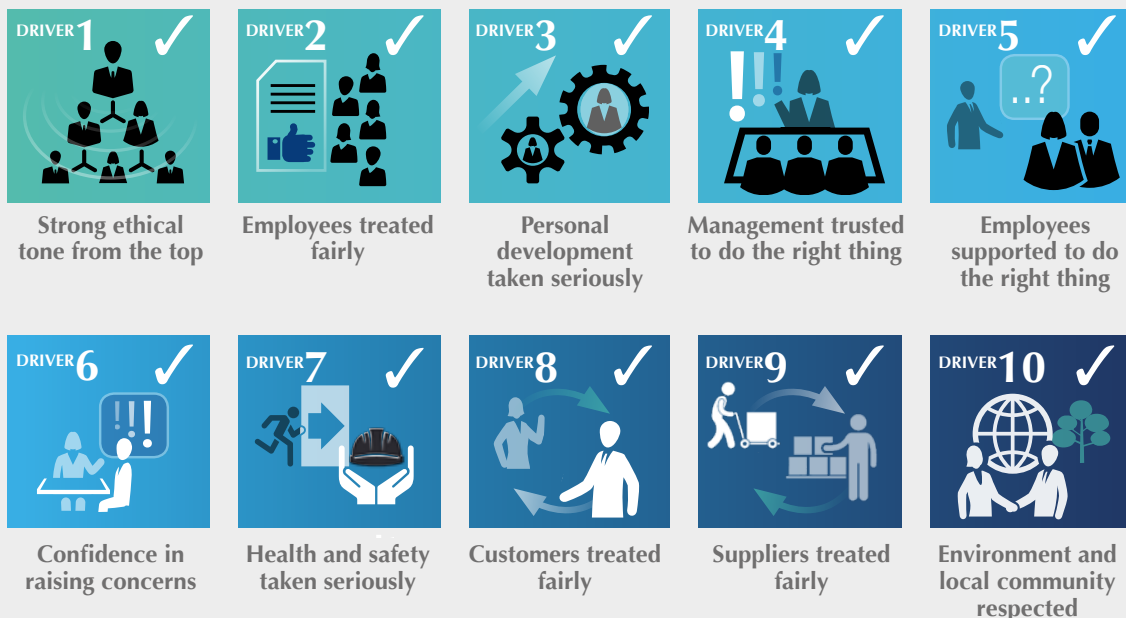 DRIVER 1
DRIVER 2
DRIVER 3
DRIVER 4
DRIVER 5
!!!
..?
Strong ethical
tone from the top
Employees treated
fairly
Personal
development
taken seriously
Management trusted
to do the right thing
Employees
supported to do
the right thing
DRIVER 6
DRIVER 7
DRIVER 8
DRIVER 9
DRIVER 10
!!!
Confidence in
raising concerns
Health and safety
taken seriously
Customers treated
fairly
Suppliers treated
fairly
Environment and
local community
respected